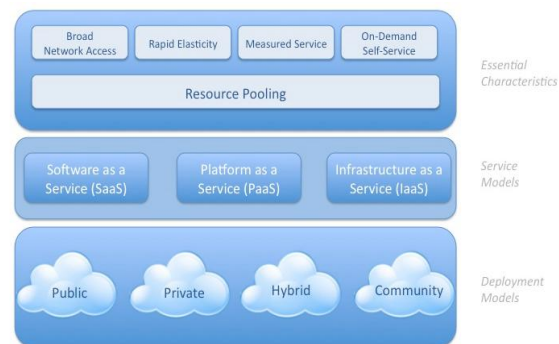 Broad
Network Access
Rapid Elasticity
Measured Service
On-Demand
Self-Service
Resource Pooling
Essential
Characteristics
Software as a
Service (SaaS)
Platform as a
Service (PaaS)
Infrastructure as a
Service (IaaS)
Service
Models
Public
Private
Hybrid
Community
Deployment
Models